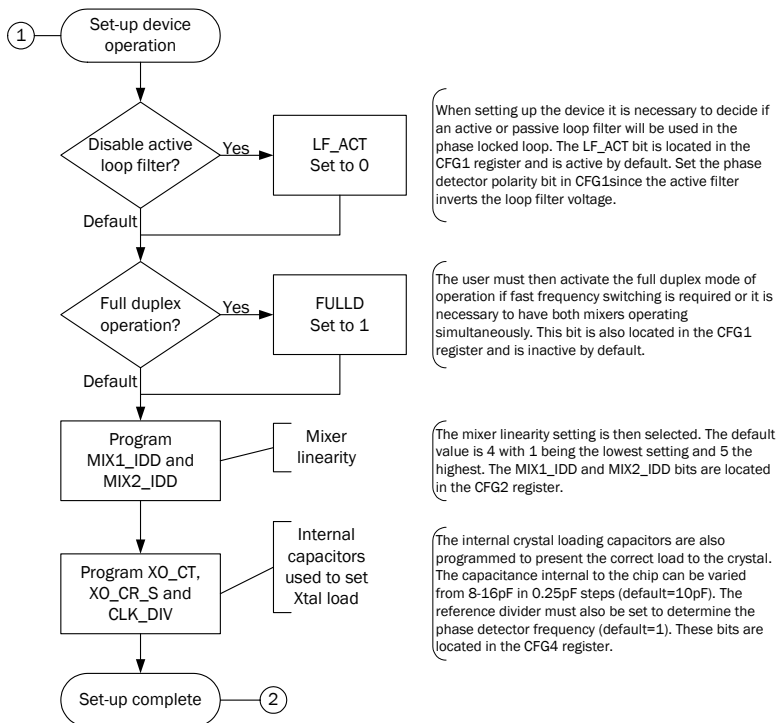 1
Set-up device
operation
Disable active
loop filter?
Yes
LF_ACT
Set to 0
Default
When setting up the device it is necessary to decide if
an active or passive loop filter will be used in the
phase locked loop. The LF_ACT bit is located in the
CFG1 register and is active by default. Set the phase
detector polarity bit in CFG1since the active filter
inverts the loop filter voltage.
Full duplex
operation?
Yes
FULLD
Set to 1
Default
The user must then activate the full duplex mode of
operation if fast frequency switching is required or it is
necessary to have both mixers operating
simultaneously. This bit is also located in the CFG1
register and is inactive by default.
Program
MIX1_IDD and
MIX2_IDD
Mixer
linearity
The mixer linearity setting is then selected. The default
value is 4 with 1 being the lowest setting and 5 the
highest. The MIX1_IDD and MIX2_IDD bits are located
in the CFG2 register.
Program XO_CT,
XO_CR_S and
CLK_DIV
Internal
capacitors
used to set
Xtal load
The internal crystal loading capacitors are also
programmed to present the correct load to the crystal.
The capacitance internal to the chip can be varied
from 8-16pF in 0.25pF steps (default=10pF). The
reference divider must also be set to determine the
phase detector frequency (default=1). These bits are
located in the CFG4 register.
Set-up complete
2